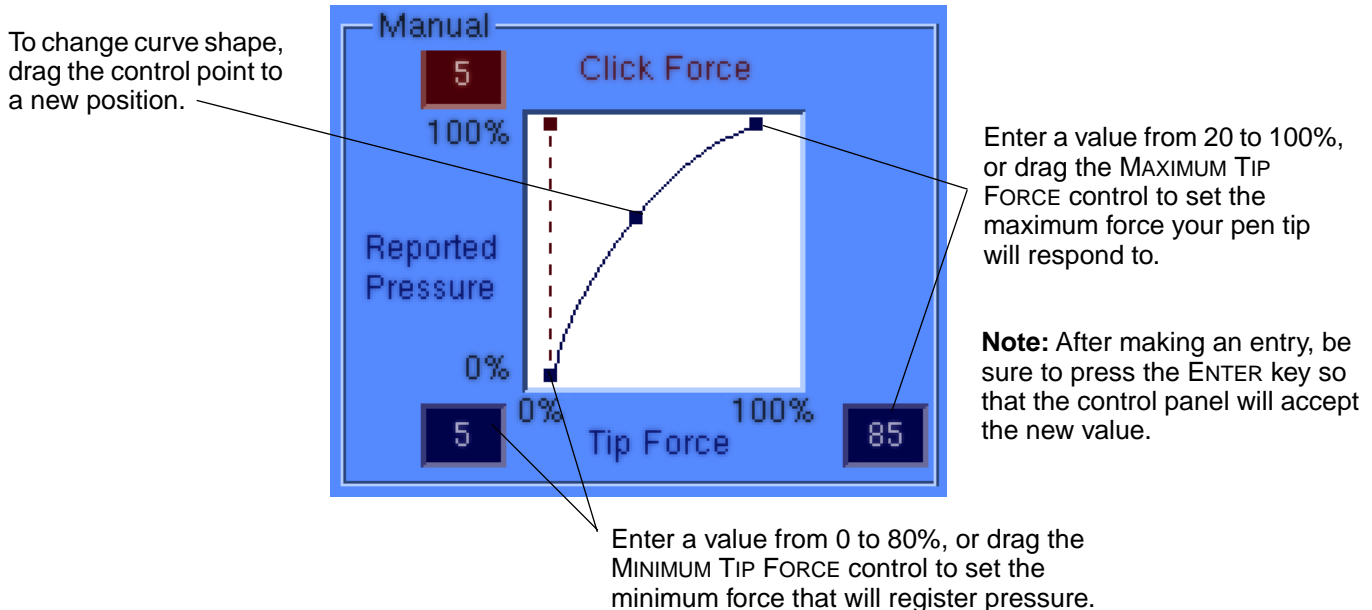 To change curve shape,
drag the control point to
a new position.
Manual
5
Click Force
100%
Reported
Pressure
0%
0%
100%
5
Tip Force
85
Enter a value from 20 to 100%,
or drag the MAXIMUM TIP
FORCE control to set the
maximum force your pen tip
will respond to.
Note: After making an entry, be
sure to press the ENTER key so
that the control panel will accept
the new value.
Enter a value from 0 to 80%, or drag the
MINIMUM TIP FORCE control to set the
minimum force that will register pressure.